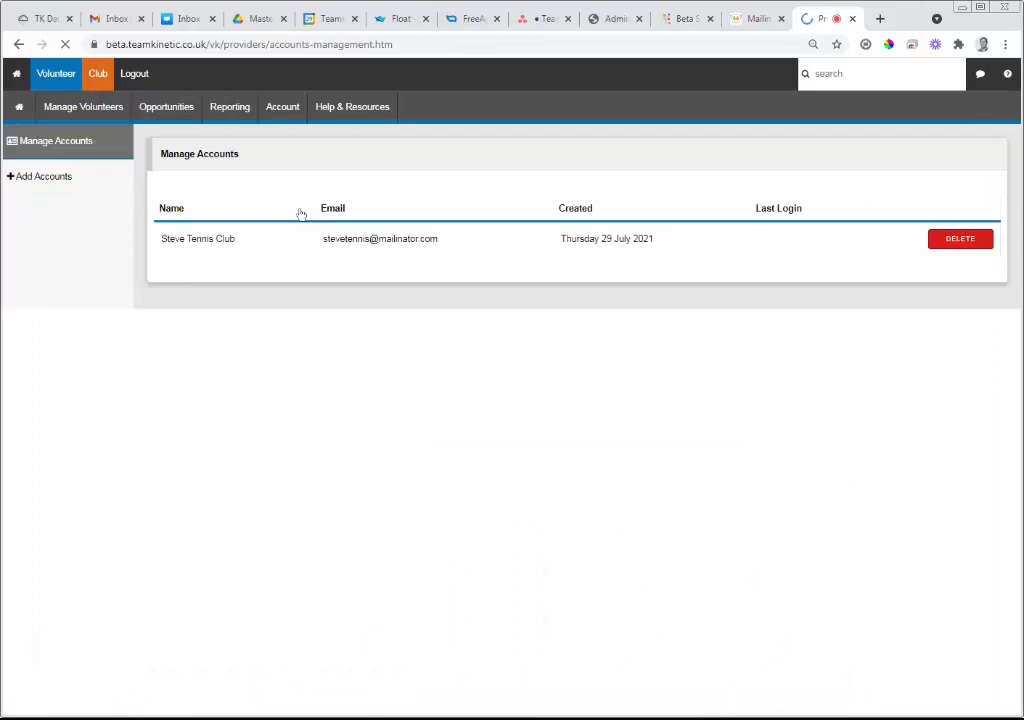 TK Da
Inbox
Inbox
Maste
Team
Float
FreeA
Tea
Admi
Beta S
Mailin
Pr
beta.teamkinetic.co.uk/vk/providers/accounts-management.htm
Volunteer Club Logout
search
Manage Volunteers Opportunities Reporting Account Help & Resources
Manage Accounts
Add Accounts
Manage Accounts
Name Email Created Last Login
Steve Tennis Club stevetennis@mailinator.com Thursday 29 July 2021 DELETE